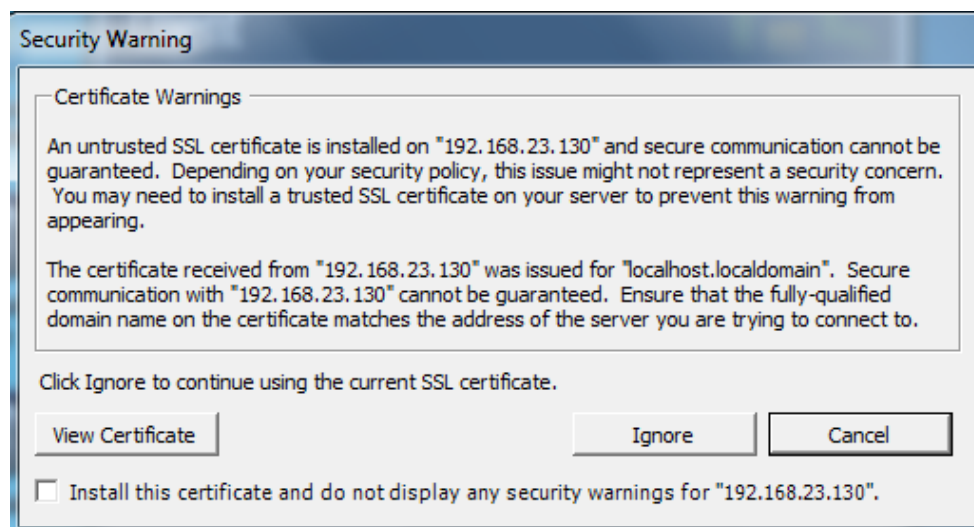 Security Warning
Certificate Warnings
An untrusted SSL certificate is installed on "192.168.23.130" and secure communication cannot be
guaranteed.  Depending on your security policy, this issue might not represent a security concern.
You may need to install a trusted SSL certificate on your server to prevent this warning from
appearing.
The certificate received from "192.168.23.130" was issued for "localhost.localdomain".  Secure
communication with "192.168.23.130" cannot be guaranteed.  Ensure that the fully-qualified
domain name on the certificate matches the address of the server you are trying to connect to.
Click Ignore to continue using the current SSL certificate.
View Certificate Ignore Cancel
Install this certificate and do not display any security warnings for "192.168.23.130".